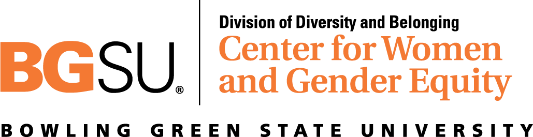 BGSU®
Division of Diversity and Belonging
Center for Women
and Gender Equity
BOWLING GREEN STATE UNIVERSITY